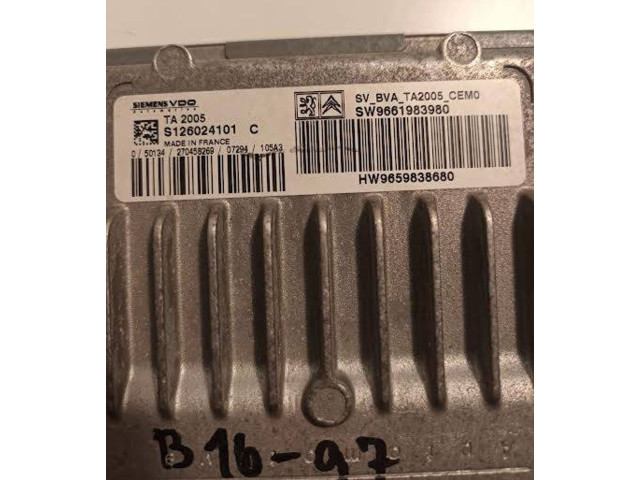 SIEMENS VDO
TA 2005
S126024101 C
MADE IN FRANCE
0 / 50134 / 270458269 / 07294 / 105A3
SV_BVA_TA2005_CEM0
SW9661983980
HW9659838680
B16-97